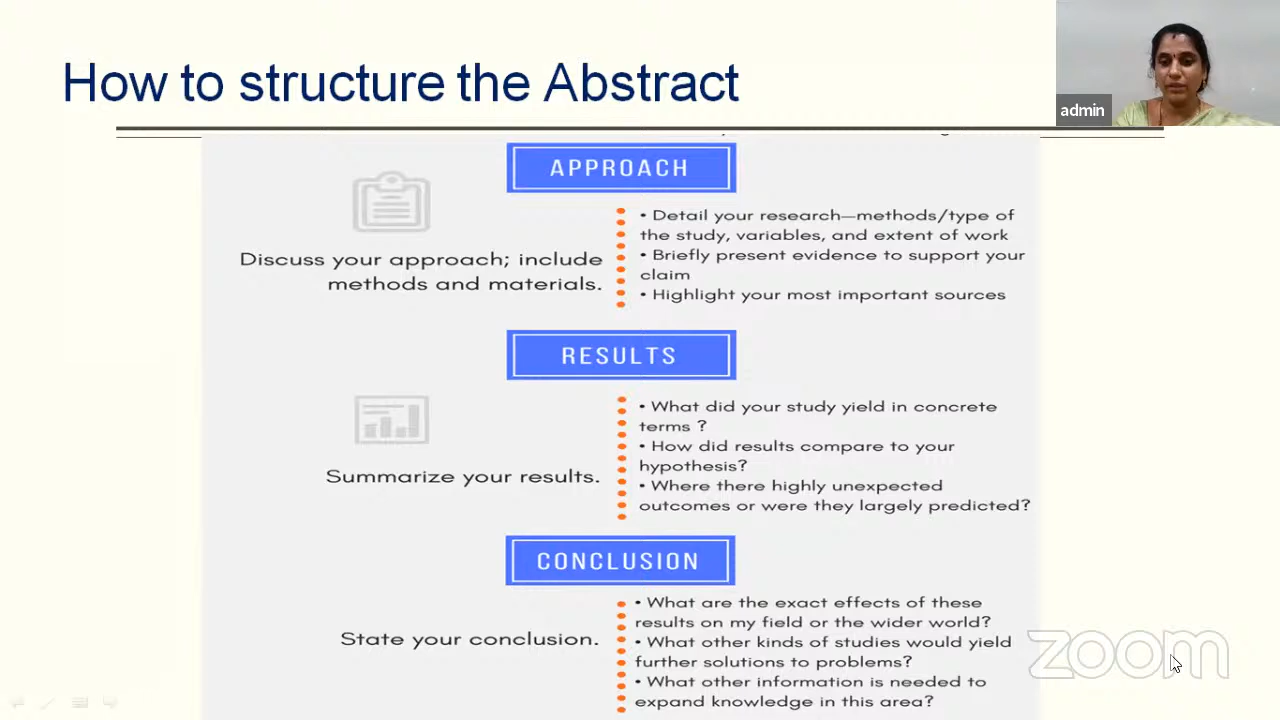 How to structure the Abstract
admin
APPROACH
Discuss your approach; include
methods and materials.
• Detail your research—methods/type of
the study, variables, and extent of work
• Briefly present evidence to support your
claim
• Highlight your most important sources
RESULTS
Summarize your results.
• What did your study yield in concrete
terms ?
• How did results compare to your
hypothesis?
• Where there highly unexpected
outcomes or were they largely predicted?
CONCLUSION
State your conclusion.
• What are the exact effects of these
results on my field or the wider world?
• What other kinds of studies would yield
further solutions to problems?
• What other information is needed to
expand knowledge in this area?
zoom